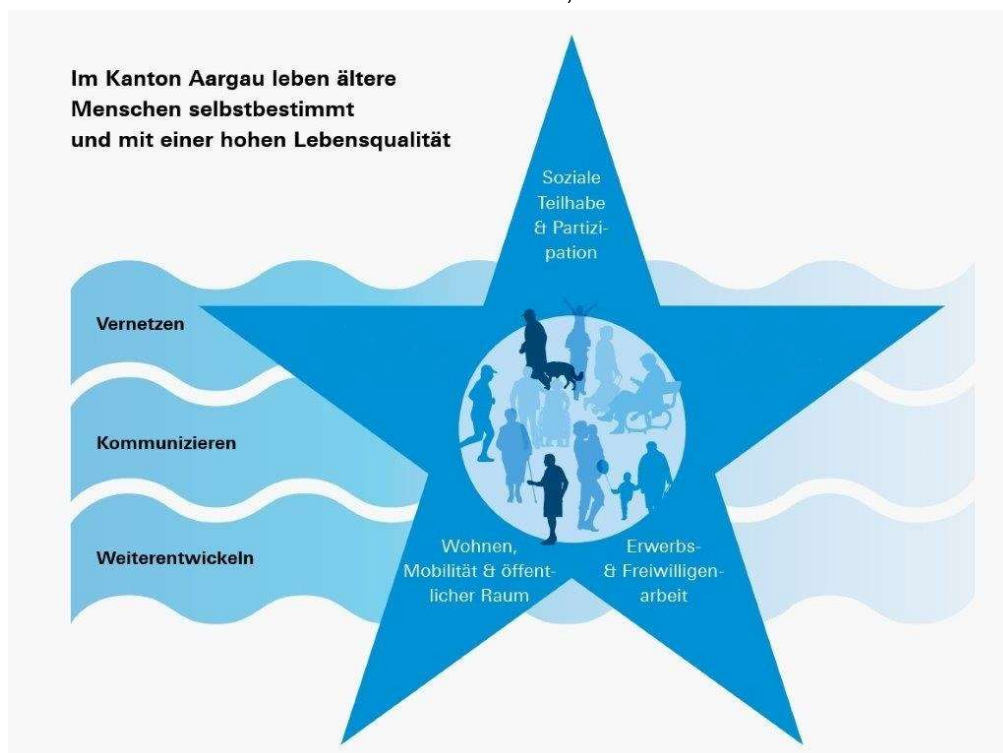 Im Kanton Aargau leben ältere
Menschen selbstbestimmt
und mit einer hohen Lebensqualität
Soziale
Teilhabe
& Partizi-
pation
Vernetzen
Kommunizieren
Weiterentwickeln
Wohnen,
Mobilität & öffent-
licher Raum
Erwerbs-
& Freiwilligen-
arbeit